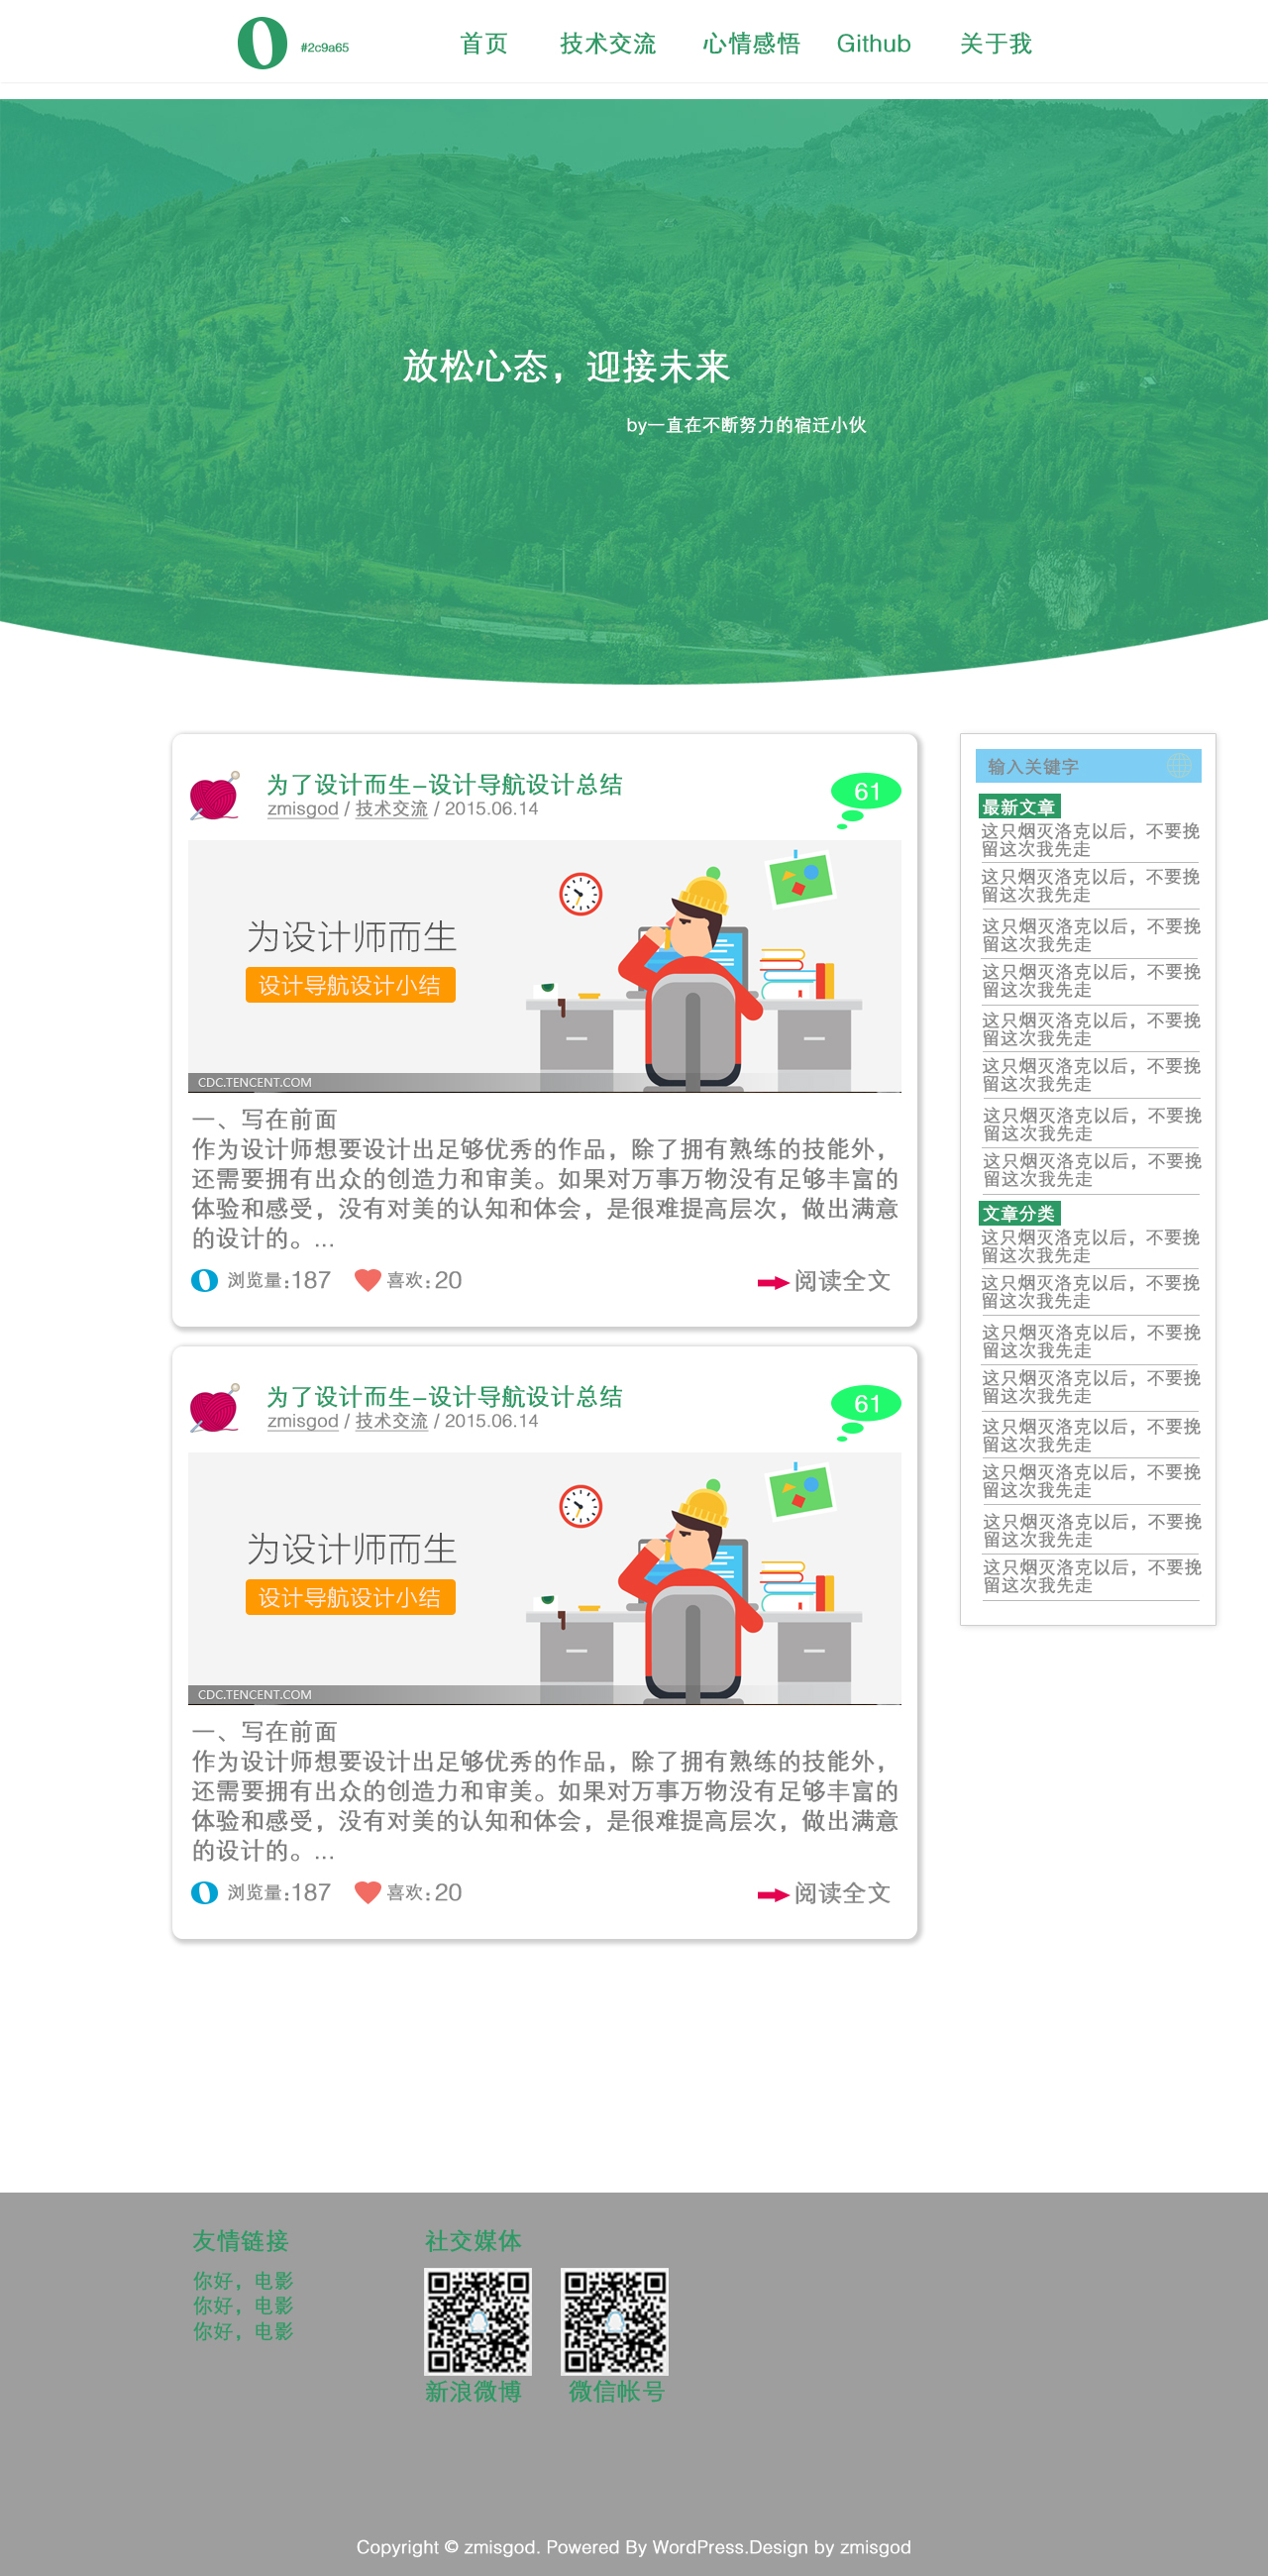 #2c9a65
首页 技术交流 心情感悟 Github 关于我
放松心态，迎接未来
by一直在不断努力的宿迁小伙
为了设计而生-设计导航设计总结
zmisgod / 技术交流 / 2015.06.14
61
为设计师而生
设计导航设计小结
CDC.TENCENT.COM
一、写在前面
作为设计师想要设计出足够优秀的作品，除了拥有熟练的技能外，
还需要拥有出众的创造力和审美。如果对万事万物没有足够丰富的
体验和感受，没有对美的认知和体会，是很难提高层次，做出满意
的设计的。...
浏览量:187 喜欢:20 阅读全文
为了设计而生-设计导航设计总结
zmisgod / 技术交流 / 2015.06.14
61
为设计师而生
设计导航设计小结
CDC.TENCENT.COM
一、写在前面
作为设计师想要设计出足够优秀的作品，除了拥有熟练的技能外，
还需要拥有出众的创造力和审美。如果对万事万物没有足够丰富的
体验和感受，没有对美的认知和体会，是很难提高层次，做出满意
的设计的。...
浏览量:187 喜欢:20 阅读全文
输入关键字
最新文章
这只烟灭洛克以后，不要挽
留这次我先走
这只烟灭洛克以后，不要挽
留这次我先走
这只烟灭洛克以后，不要挽
留这次我先走
这只烟灭洛克以后，不要挽
留这次我先走
这只烟灭洛克以后，不要挽
留这次我先走
这只烟灭洛克以后，不要挽
留这次我先走
这只烟灭洛克以后，不要挽
留这次我先走
这只烟灭洛克以后，不要挽
留这次我先走
文章分类
这只烟灭洛克以后，不要挽
留这次我先走
这只烟灭洛克以后，不要挽
留这次我先走
这只烟灭洛克以后，不要挽
留这次我先走
这只烟灭洛克以后，不要挽
留这次我先走
这只烟灭洛克以后，不要挽
留这次我先走
这只烟灭洛克以后，不要挽
留这次我先走
这只烟灭洛克以后，不要挽
留这次我先走
这只烟灭洛克以后，不要挽
留这次我先走
友情链接
你好，电影
你好，电影
你好，电影
社交媒体
新浪微博 微信帐号
Copyright © zmisgod. Powered By WordPress.Design by zmisgod